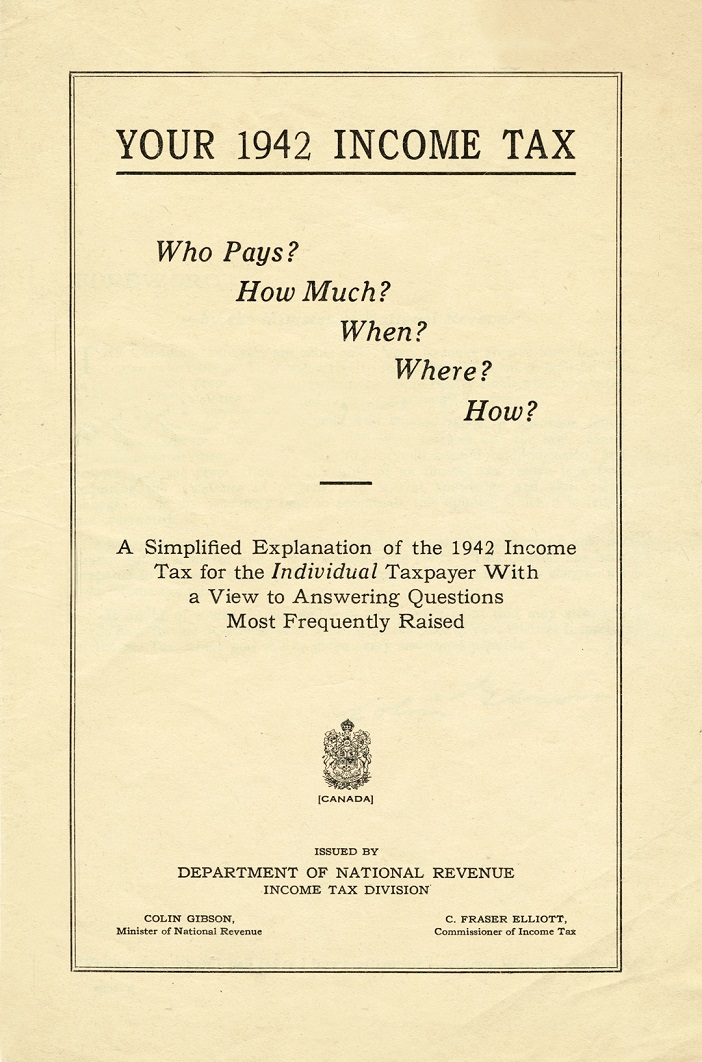 YOUR 1942 INCOME TAX
Who Pays?
How Much?
When?
Where?
How?
A Simplified Explanation of the 1942 Income
Tax for the Individual Taxpayer With
a View to Answering Questions
Most Frequently Raised
[CANADA]
ISSUED BY
DEPARTMENT OF NATIONAL REVENUE
INCOME TAX DIVISION
COLIN GIBSON,
Minister of National Revenue
C. FRASER ELLIOTT,
Commissioner of Income Tax